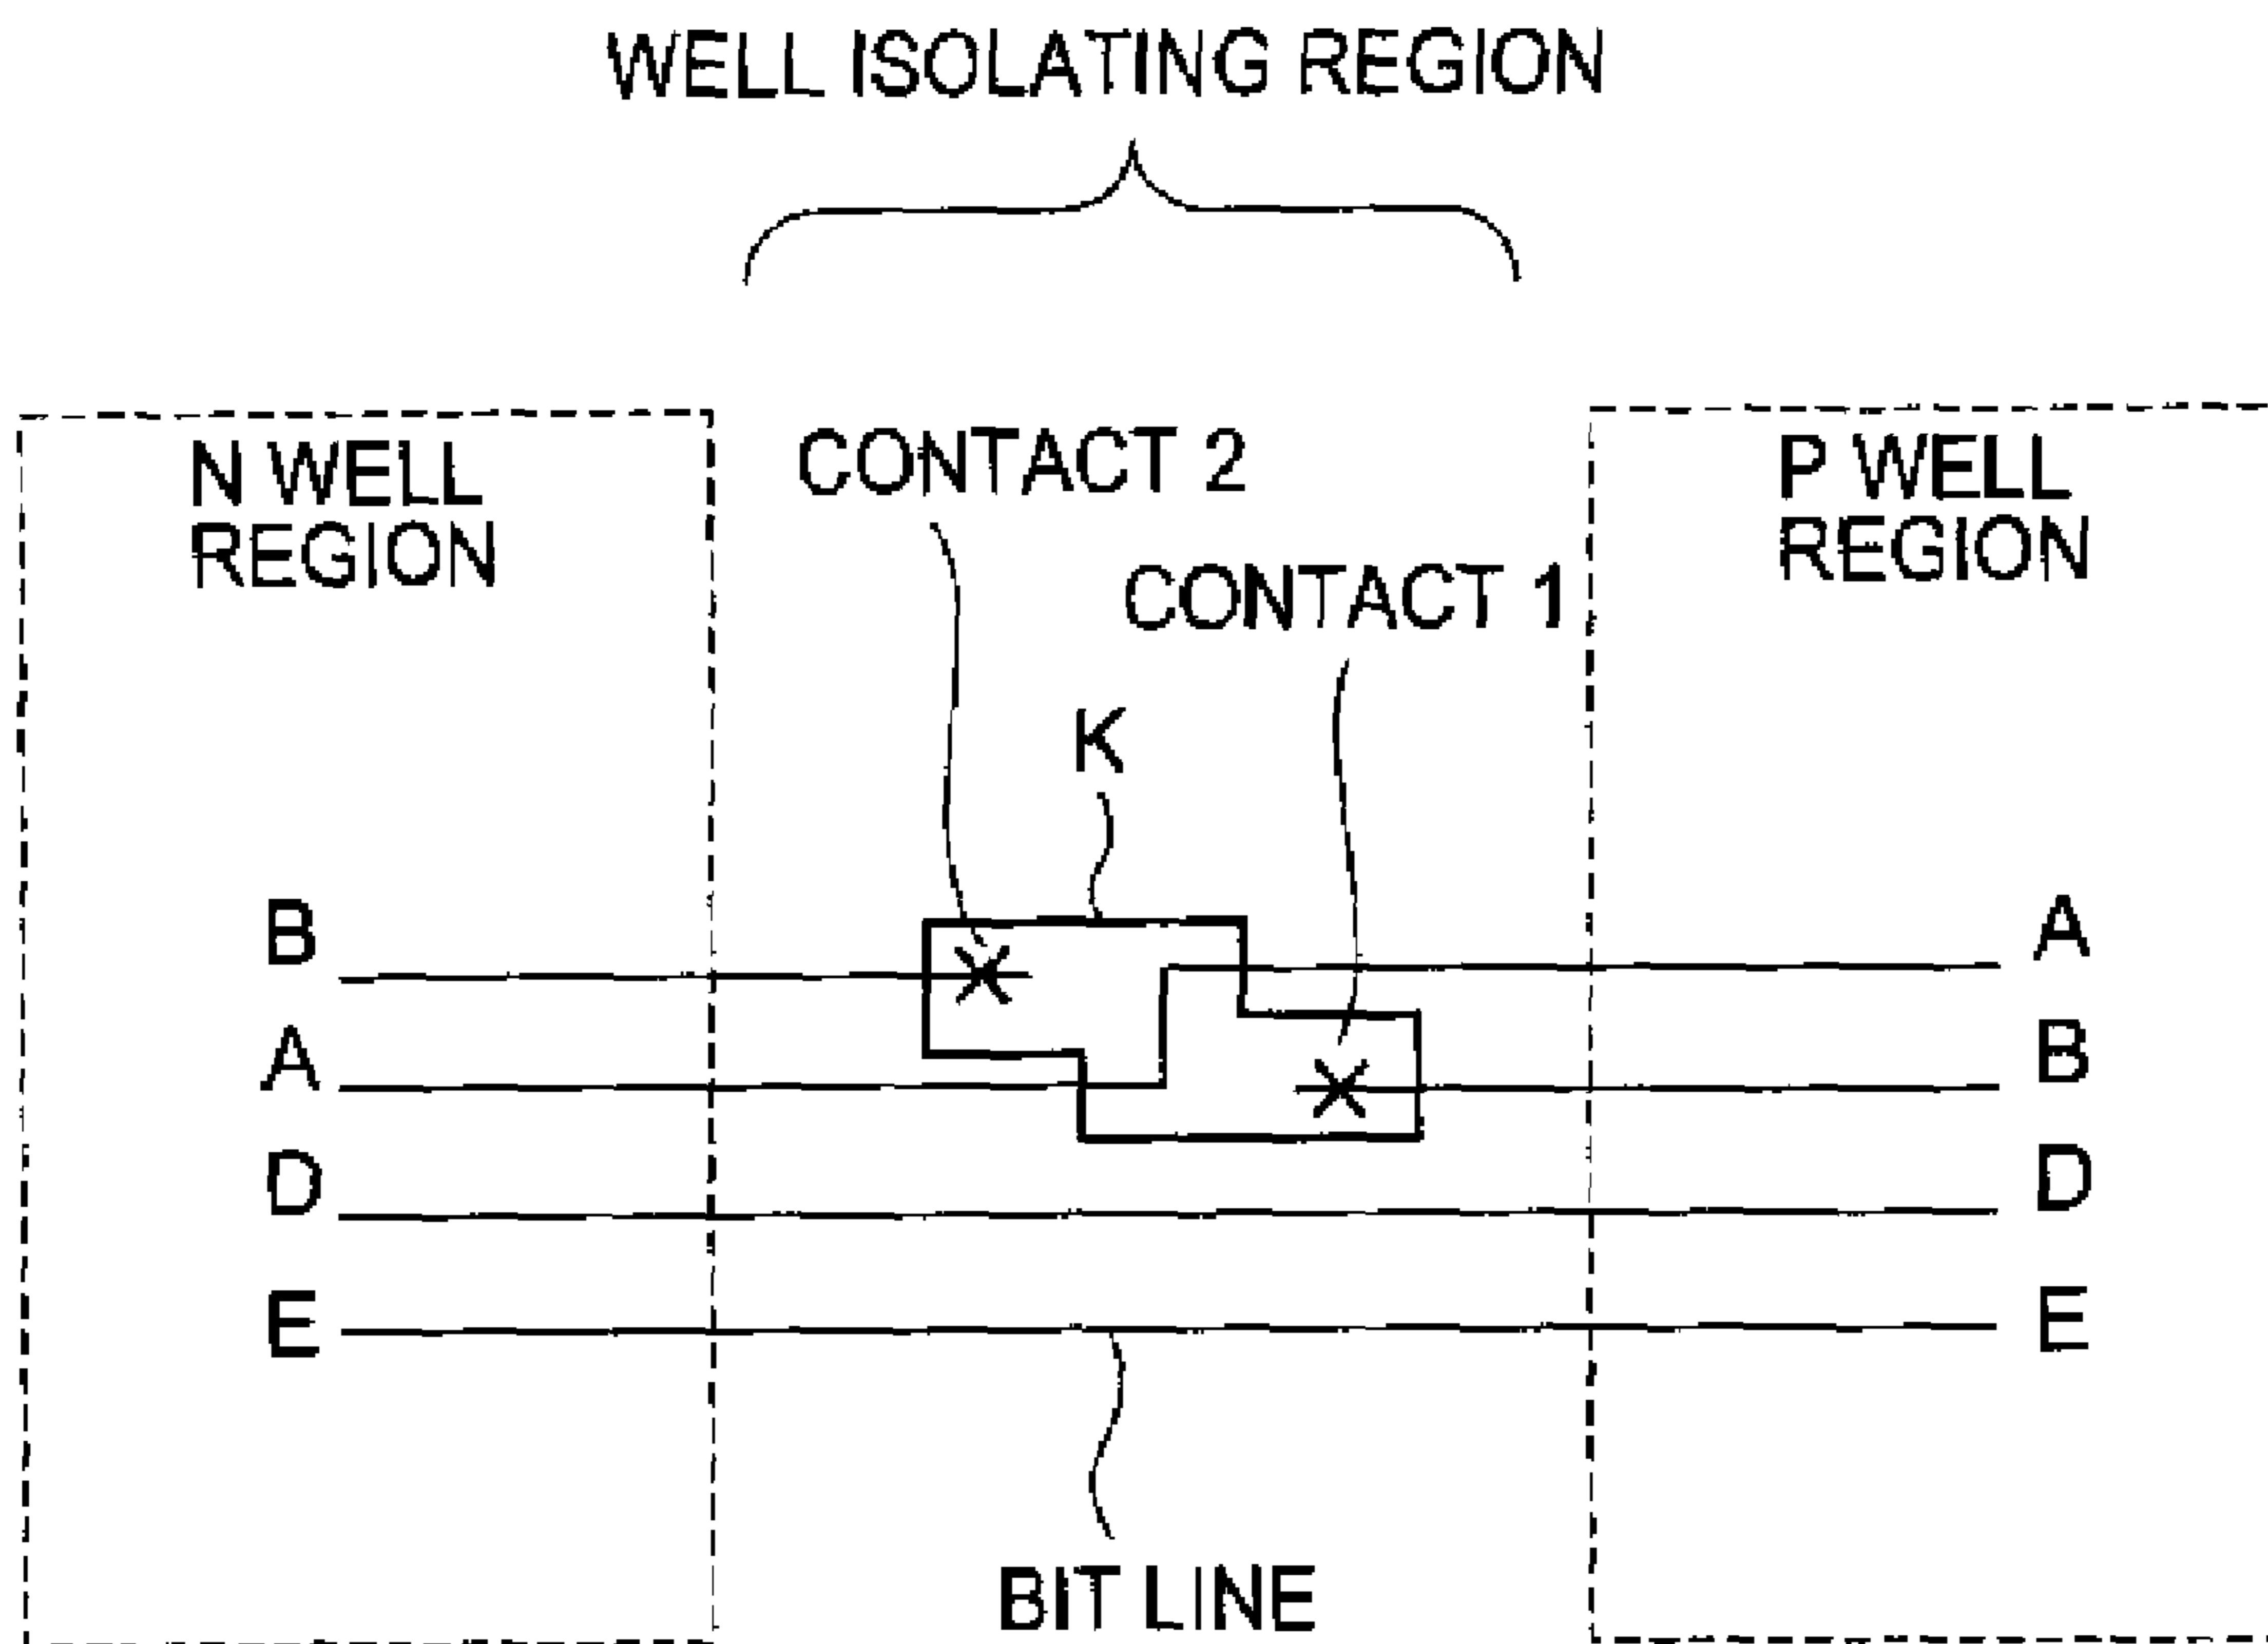 WELL ISOLATING REGION
N WELL
REGION
CONTACT 2
P WELL
REGION
CONTACT 1
K
B
A
A
B
D
D
E
E
BIT LINE